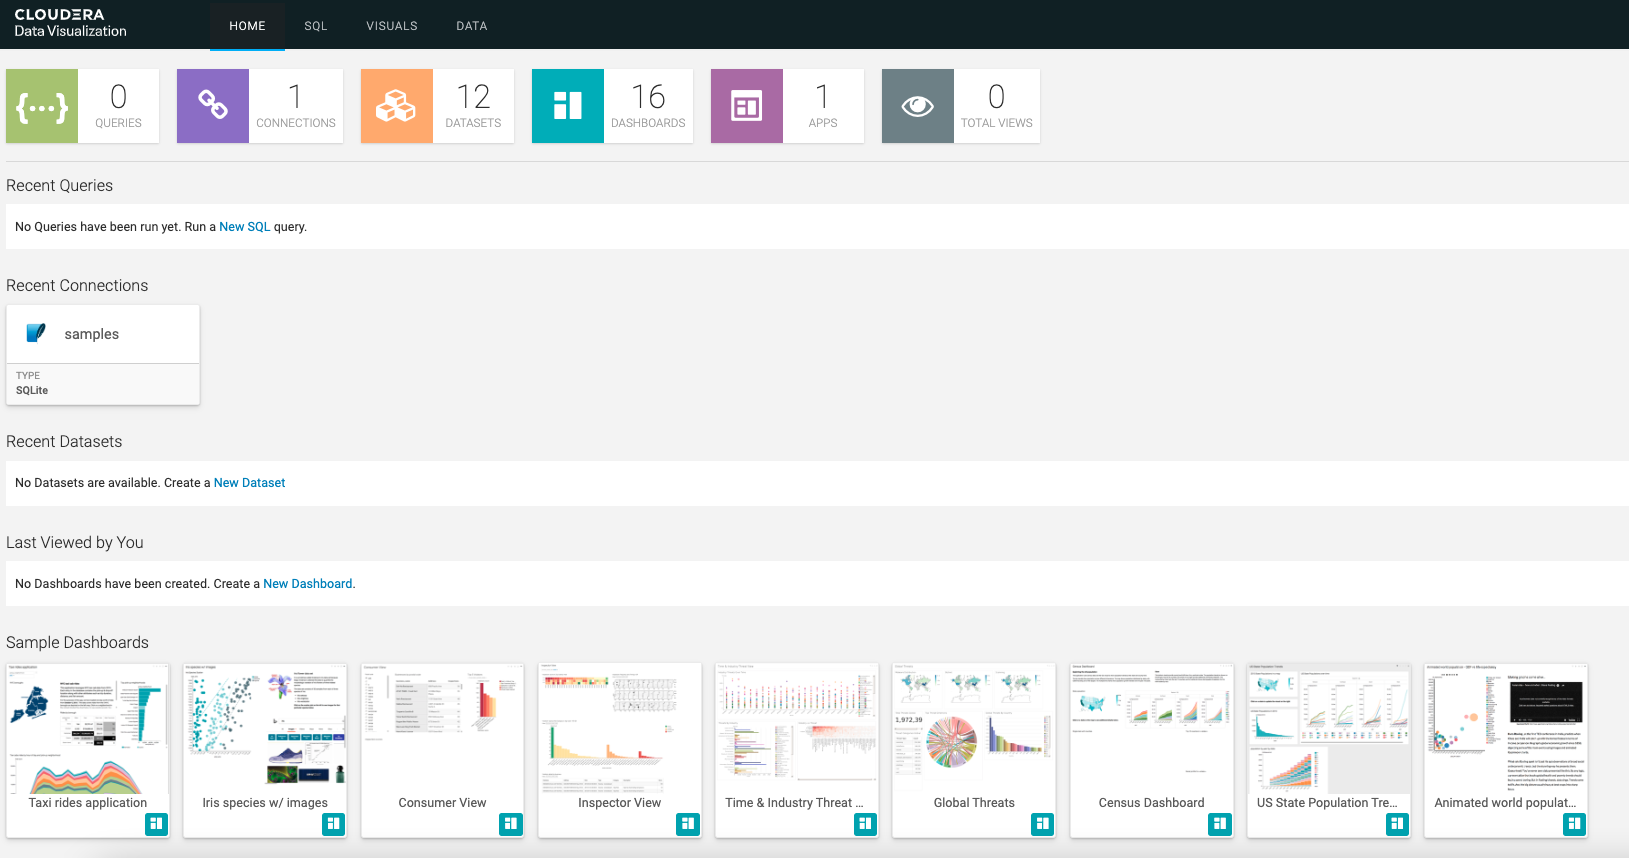 CLOUDERA
Data Visualization
HOME SQL VISUALS DATA
0 QUERIES
1 CONNECTIONS
12 DATASETS
16 DASHBOARDS
1 APPS
0 TOTAL VIEWS
Recent Queries
No Queries have been run yet. Run a New SQL query.
Recent Connections
samples
TYPE
SQLite
Recent Datasets
No Datasets are available. Create a New Dataset
Last Viewed by You
No Dashboards have been created. Create a New Dashboard.
Sample Dashboards
1,972,39
Taxi rides application
Iris species w/ images
Consumer View
Inspector View
Time & Industry Threat ...
Global Threats
Census Dashboard
US State Population Tre...
Animated world populat...